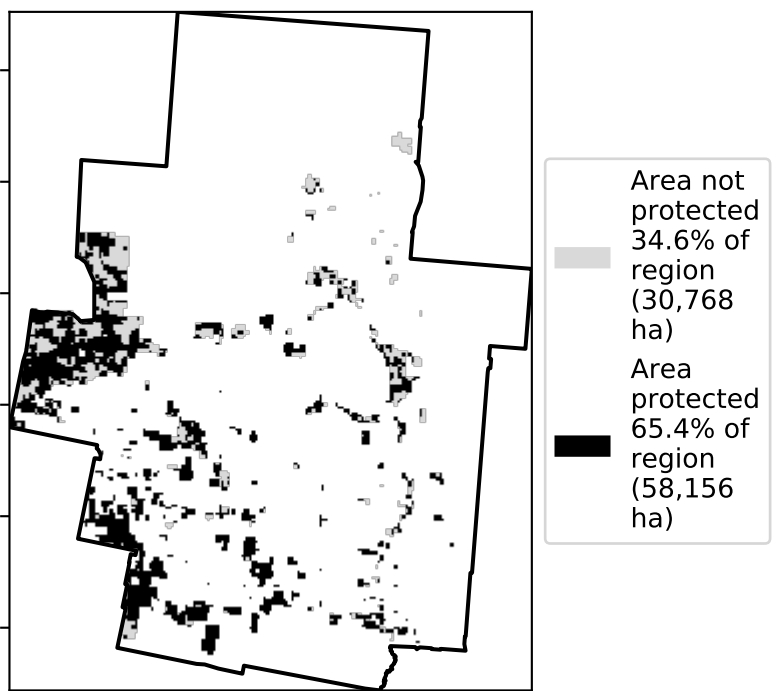 Area not
protected
34.6% of
region
(30,768
ha)
Area
protected
65.4% of
region
(58,156
ha)